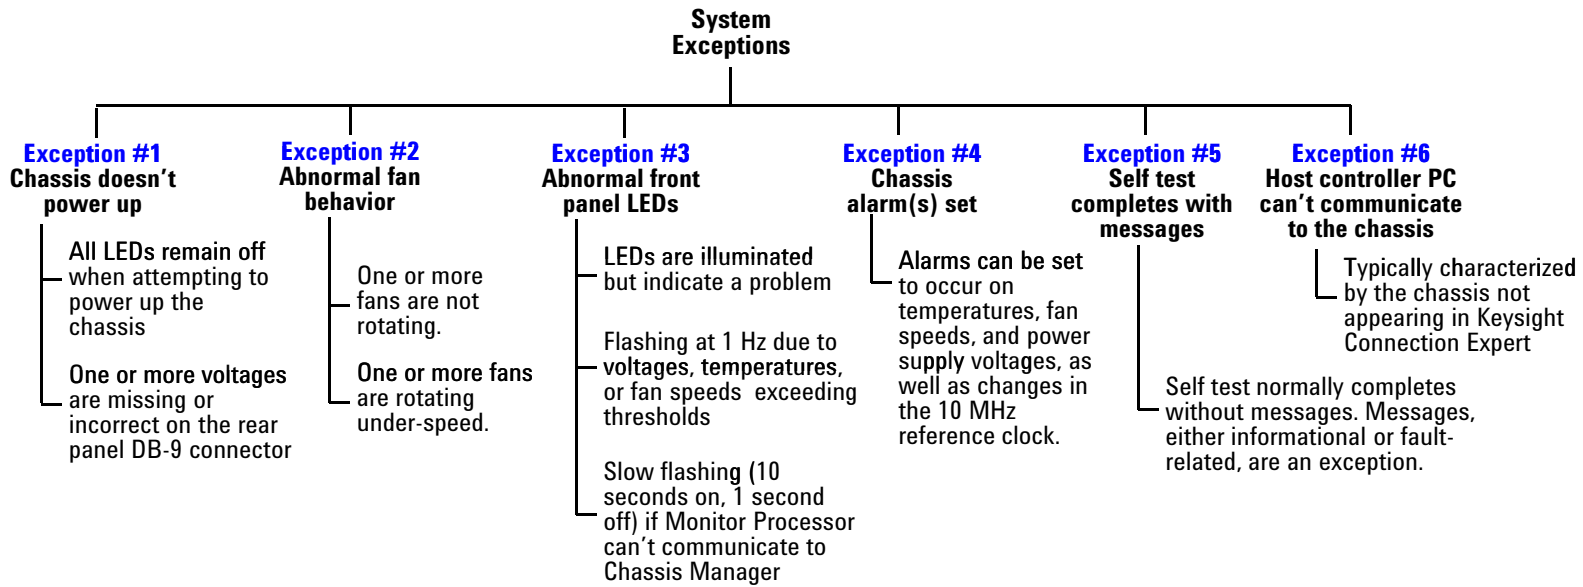 System
Exceptions
Exception #1
Chassis doesn't
power up
All LEDs remain off
when attempting to
power up the
chassis
One or more voltages
are missing or
incorrect on the rear
panel DB-9 connector
Exception #2
Abnormal fan
behavior
One or more
fans are not
rotating.
One or more fans
are rotating
under-speed.
Exception #3
Abnormal front
panel LEDs
LEDs are illuminated
but indicate a problem
Flashing at 1 Hz due to
voltages, temperatures,
or fan speeds exceeding
thresholds
Slow flashing (10
seconds on, 1 second
off) if Monitor Processor
can't communicate to
Chassis Manager
Exception #4
Chassis
alarm(s) set
Alarms can be set
to occur on
temperatures, fan
speeds, and power
supply voltages, as
well as changes in
the 10 MHz
reference clock.
Exception #5
Self test
completes with
messages
Self test normally completes
without messages. Messages,
either informational or fault-
related, are an exception.
Exception #6
Host controller PC
can't communicate
to the chassis
Typically characterized
by the chassis not
appearing in Keysight
Connection Expert